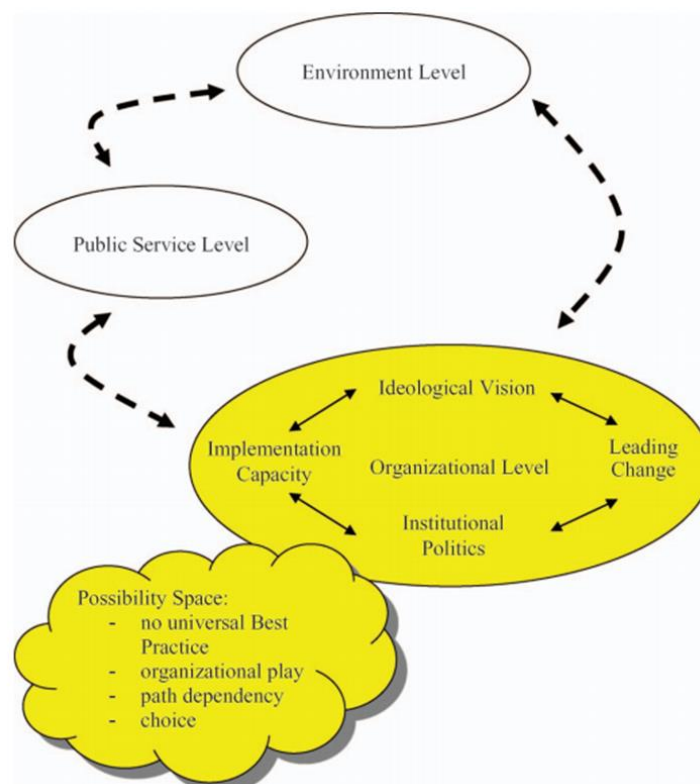 Environment Level
Public Service Level
Ideological Vision
Implementation
Capacity
Organizational Level
Leading
Change
Institutional
Politics
Possibility Space:
- no universal Best
Practice
- organizational play
- path dependency
- choice